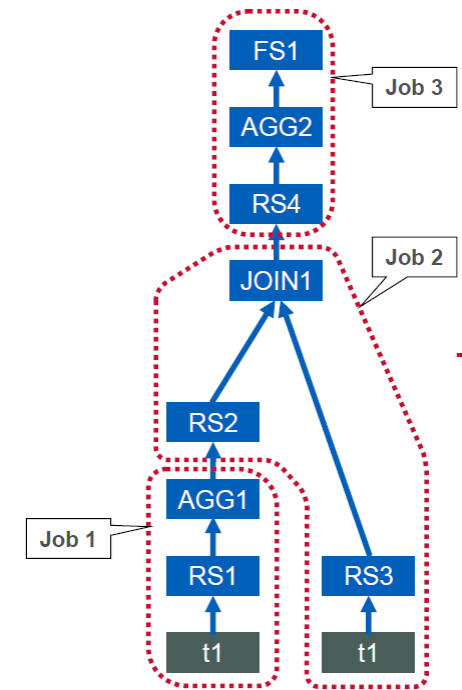 FS1
Job 3
AGG2
RS4
Job 2
JOIN1
RS2
AGG1
Job 1
RS1
RS3
t1
t1